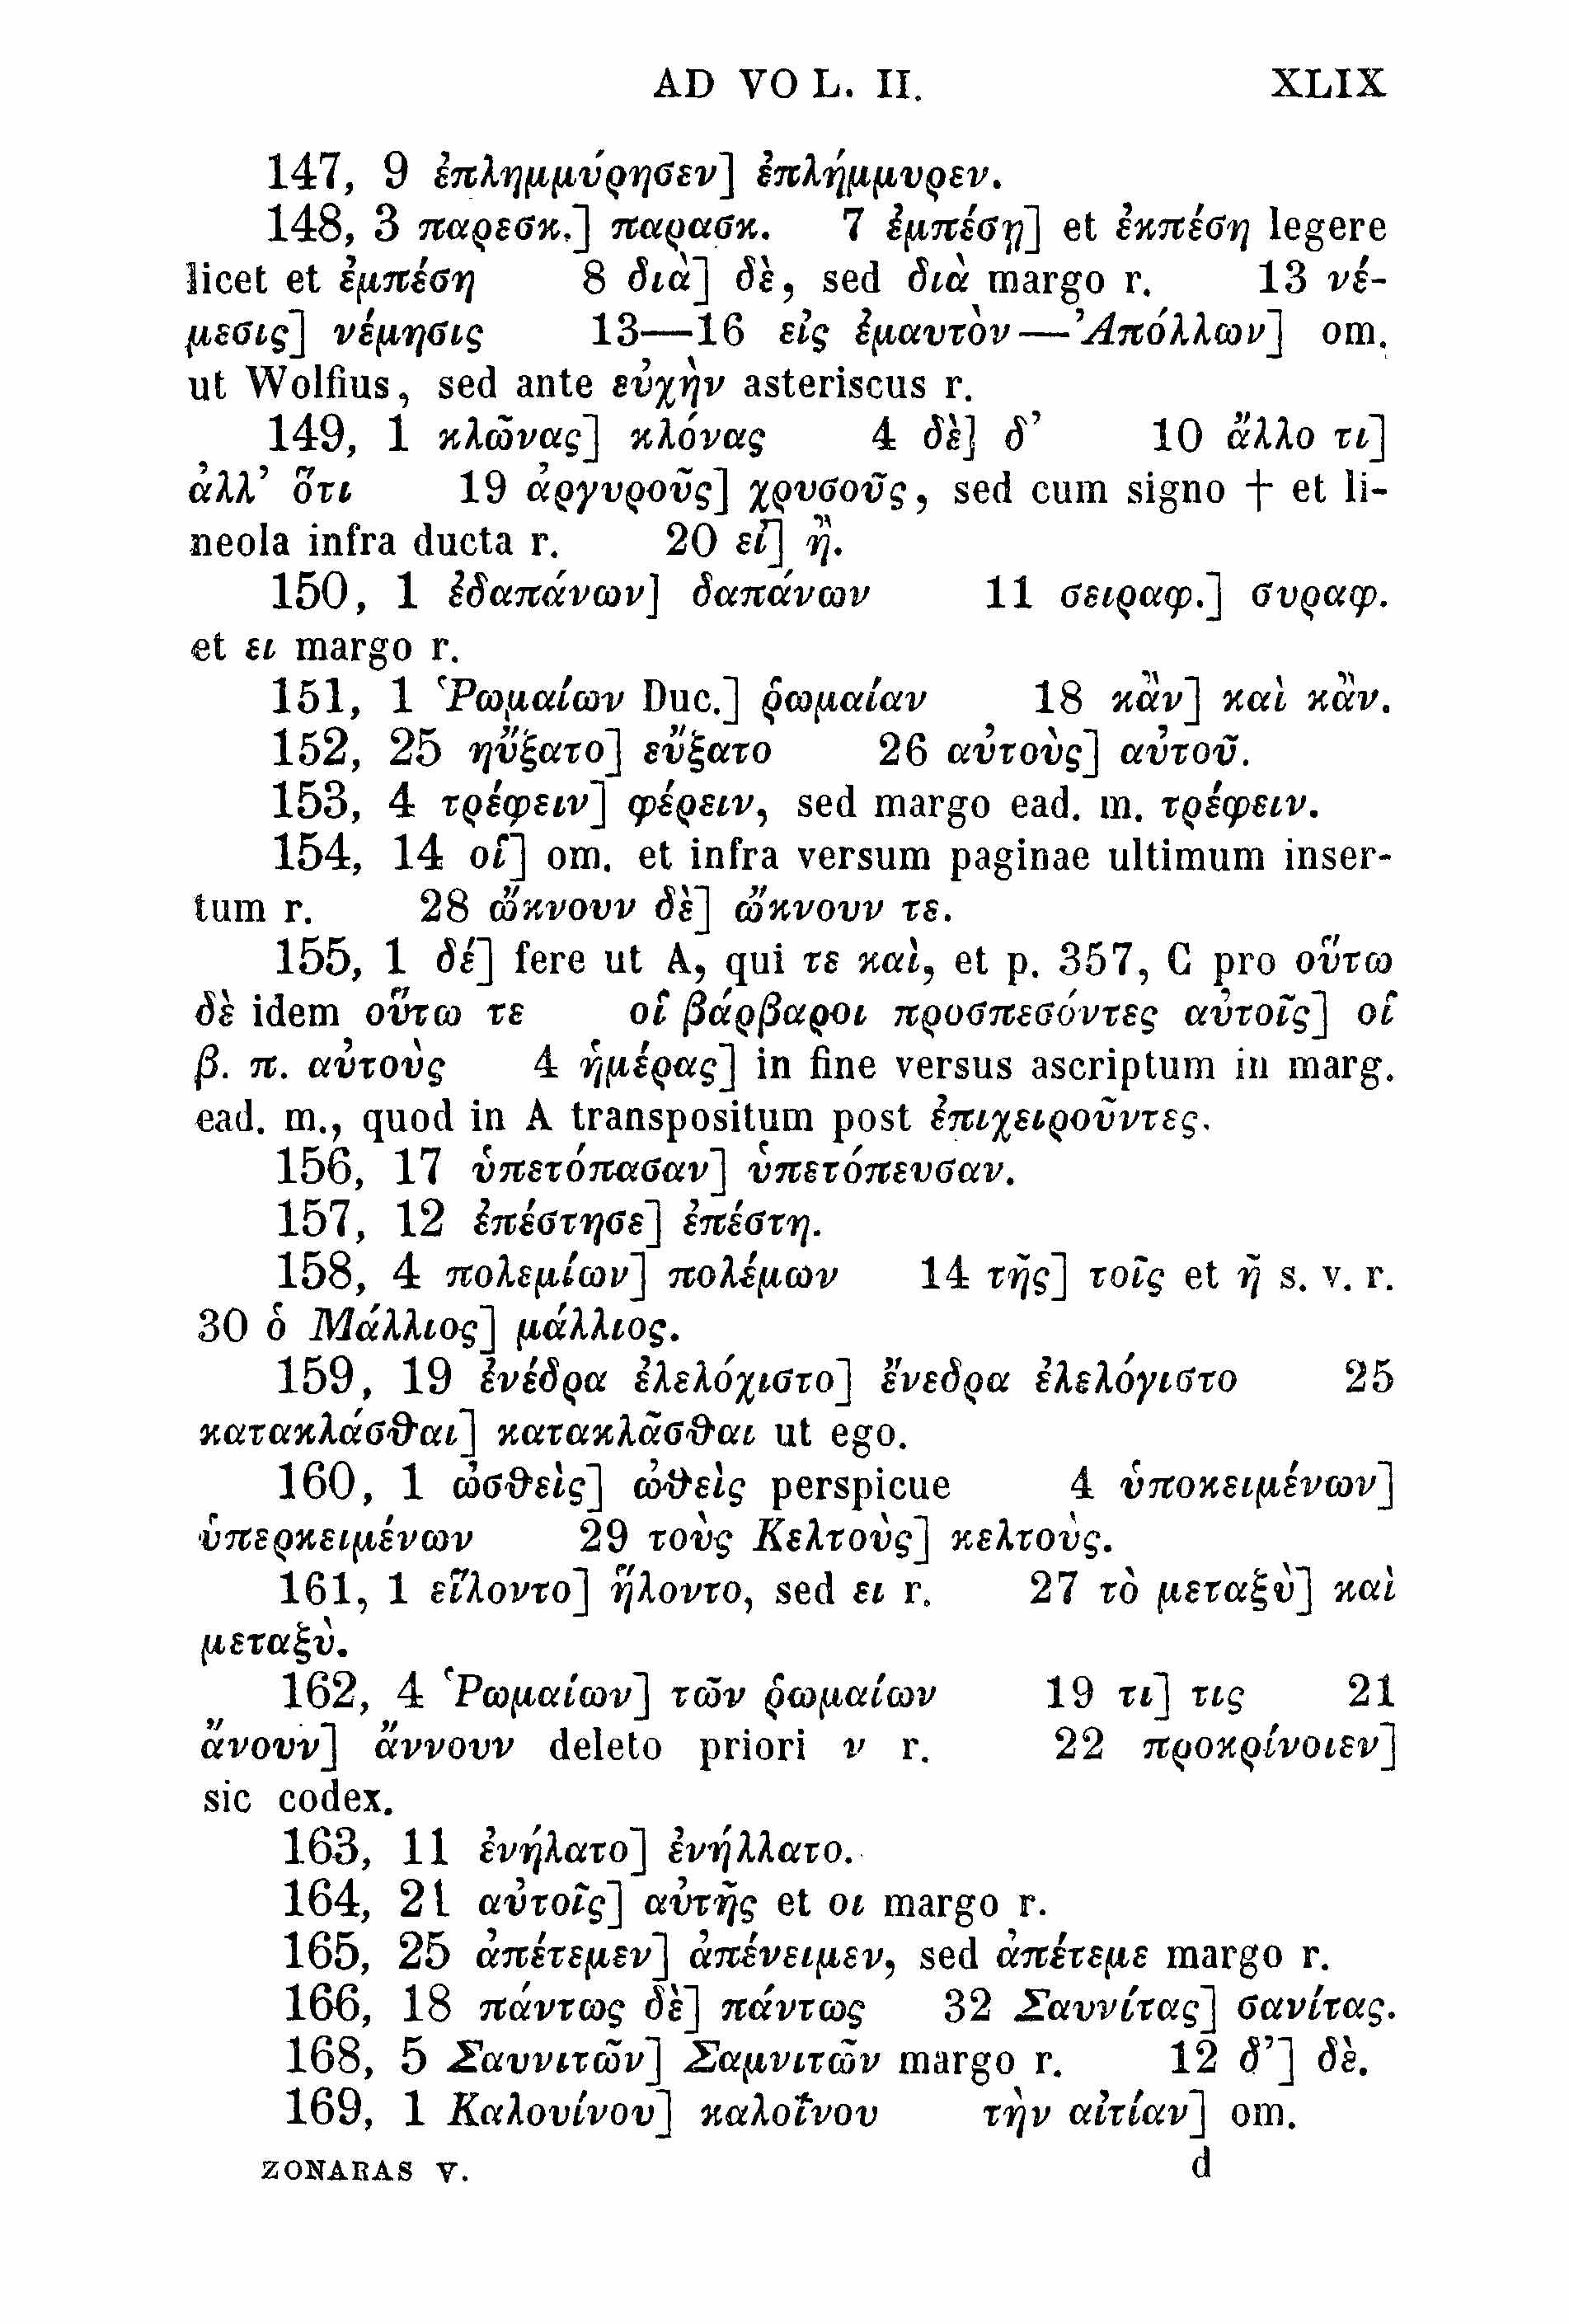 AD VOL. II. XLIX
147, 9 ἐπλημμύρησεν] ἐπλήμμυρεν.
148, 3 παρεσκ.] παρασκ. 7 ἐμπέσῃ] et ἐκπέση legere
licet et ἐμπέση 8 διὰ] δὲ, sed διὰ margo r. 13 νέ-
μεσις] νέμησις 13—16 εἰς ἐμαυτὸν—Ἀπόλλων] om.
ut Wolfius, sed ante εὐχὴν asteriscus r.
149, 1 κλῶνας] κλόνας 4 δὲ] δ’ 10 ἄλλο τι]
ἀλλ’ ὅτι 19 ἀργυροῦς] χρυσοῦς, sed cum signo † et li-
neola infra ducta r. 20 εἰ] ἢ.
150, 1 ἐδαπάνων] δαπάνων 11 σειραφ.] συραφ.
et ει margo r.
151, 1 Ῥωμαίων Duc.] ῥωμαίαν 18 κἂν] καὶ κἂν.
152, 25 ηὔξατο] εὔξατο 26 αὐτοὺς] αὐτοῦ.
153, 4 τρέφειν] φέρειν, sed margo ead. m. τρέφειν.
154, 14 οἱ] om. et infra versum paginae ultimum inser-
tum r. 28 ὤκνουν δὲ] ὤκνουν τε.
155, 1 δέ] fere ut A, qui τε καὶ, et p. 357, C pro οὕτω
δὲ idem οὕτω τε οἱ βάρβαροι προσπεσόντες αὐτοῖς] οἱ
β. π. αὐτοὺς 4 ἡμέρας] in fine versus ascriptum in marg.
ead. m., quod in A transpositum post ἐπιχειροῦντες.
156, 17 ὑπετόπασαν] ὑπετόπευσαν.
157, 12 ἐπέστησε] ἐπέστη.
158, 4 πολεμίων] πολέμων 14 τῆς] τοῖς et ῆ s. v. r.
30 ὁ Μάλλιος] μάλλιος.
159, 19 ἐνέδρα ἐλελόχιστο] ἔνεδρα ἐλελόγιστο 25
κατακλάσθαι] κατακλᾶσθαι ut ego.
160, 1 ὠσθεὶς] ὠθεὶς perspicue 4 ὑποκειμένων]
ὑπερκειμένων 29 τοὺς Κελτοὺς] κελτοὺς.
161, 1 εἵλοντο] ἥλοντο, sed ει r. 27 τὸ μεταξὺ] καὶ
μεταξὺ.
162, 4 Ῥωμαίων] τῶν ῥωμαίων 19 τι] τις 21
ἄνουν] ἄννουν deleto priori ν r. 22 προκρίνοιεν]
sic codex.
163, 11 ἐνήλατο] ἐνήλλατο.
164, 21 αὐτοῖς] αὐτῆς et οι margo r.
165, 25 ἀπέτεμεν] ἀπένειμεν, sed ἀπέτεμε margo r.
166, 18 πάντως δὲ] πάντως 32 Σαυνίτας] σανίτας.
168, 5 Σαυνιτῶν] Σαμνιτῶν margo r. 12 δ’] δὲ.
169, 1 Καλουίνου] καλοΐνου τὴν αἰτίαν] om.
ZONARAS V. d